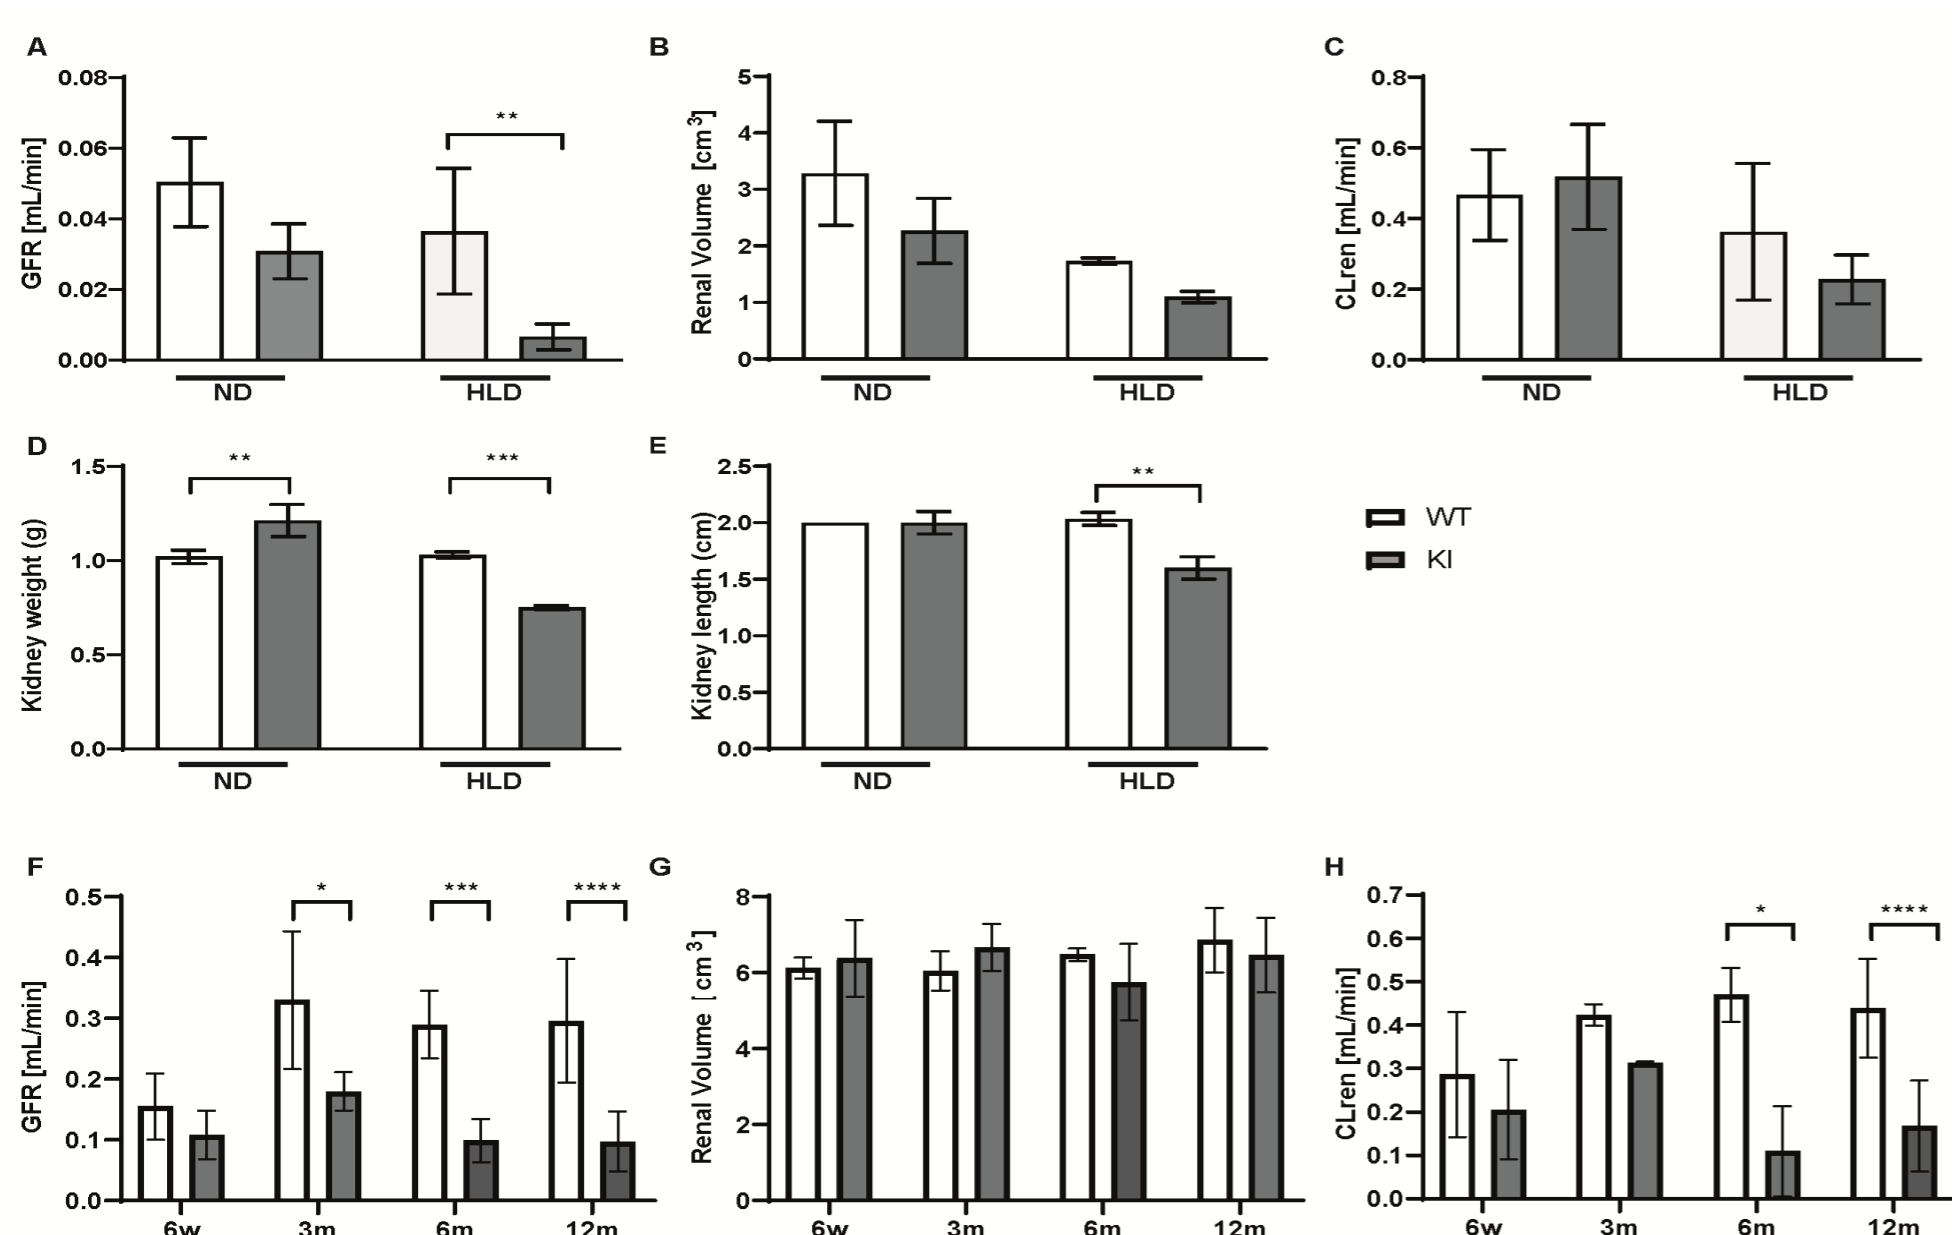 A
GFR [mL/min]
0.08
0.06
0.04
0.02
0.00
**
ND
HLD
B
Renal Volume [cm3]
5
4
3
2
1
0
ND
HLD
C
CLren [mL/min]
0.8
0.6
0.4
0.2
0.0
ND
HLD
D
Kidney weight (g)
1.5
1.0
0.5
0.0
**
***
ND
HLD
E
Kidney length (cm)
2.5
2.0
1.5
1.0
0.5
0.0
**
ND
HLD
WT
KI
F
GFR [mL/min]
0.5
0.4
0.3
0.2
0.1
0.0
*
***
****
6w
3m
6m
12m
G
Renal Volume [cm3]
8
6
4
2
0
6w
3m
6m
12m
H
CLren [mL/min]
0.7
0.6
0.5
0.4
0.3
0.2
0.1
0.0
*
****
6w
3m
6m
12m